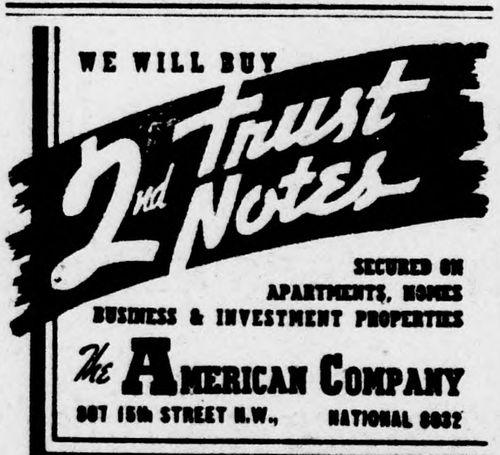 WE WILL BUY
2nd Trust Notes
SECURED ON
APARTMENTS, HOMES
BUSINESS & INVESTMENT PROPERTIES
The AMERICAN COMPANY
807 15th STREET N.W., NATIONAL 8032